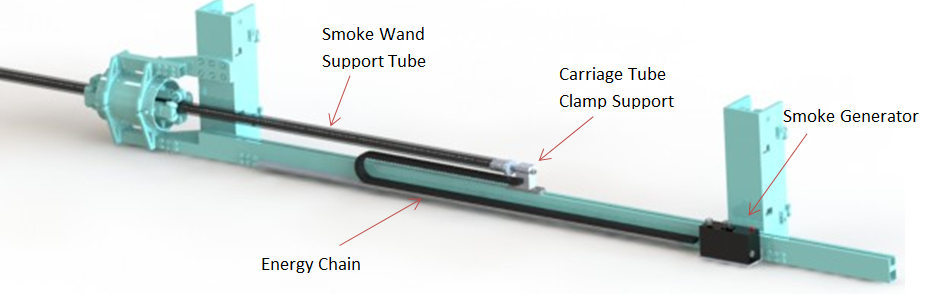 Smoke Wand
Support Tube
Carriage Tube
Clamp Support
Smoke Generator
Energy Chain